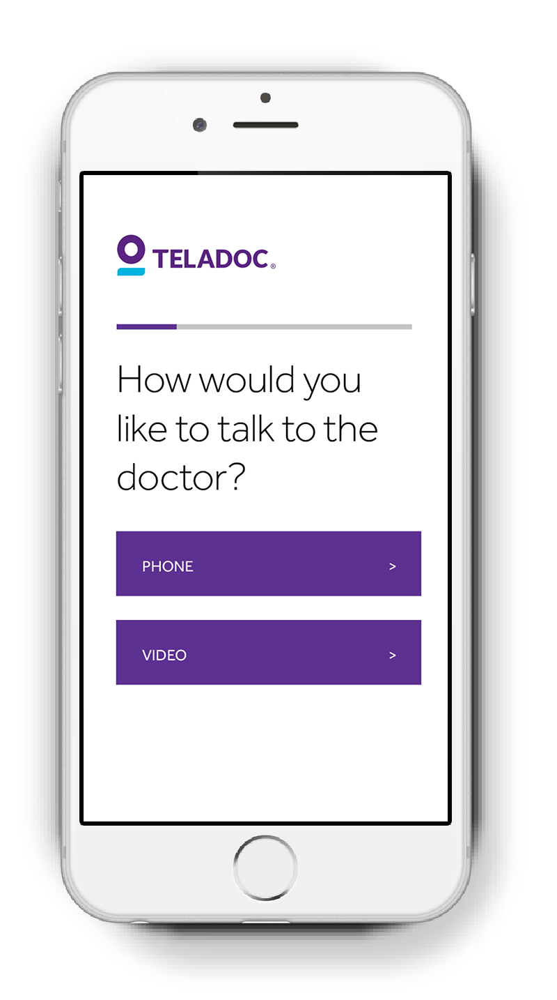 TELADOC®
How would you
like to talk to the
doctor?
PHONE >
VIDEO >